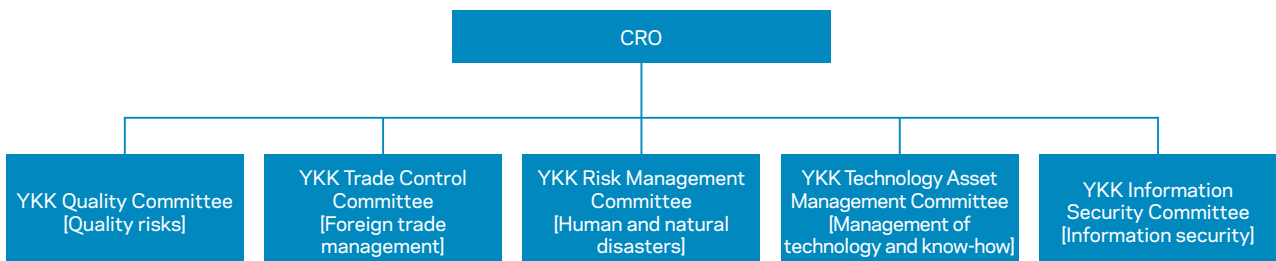 CRO
YKK Quality Committee
[Quality risks]
YKK Trade Control
Committee
[Foreign trade
management]
YKK Risk Management
Committee
[Human and natural
disasters]
YKK Technology Asset
Management Committee
[Management of
technology and know-how]
YKK Information
Security Committee
[Information security]